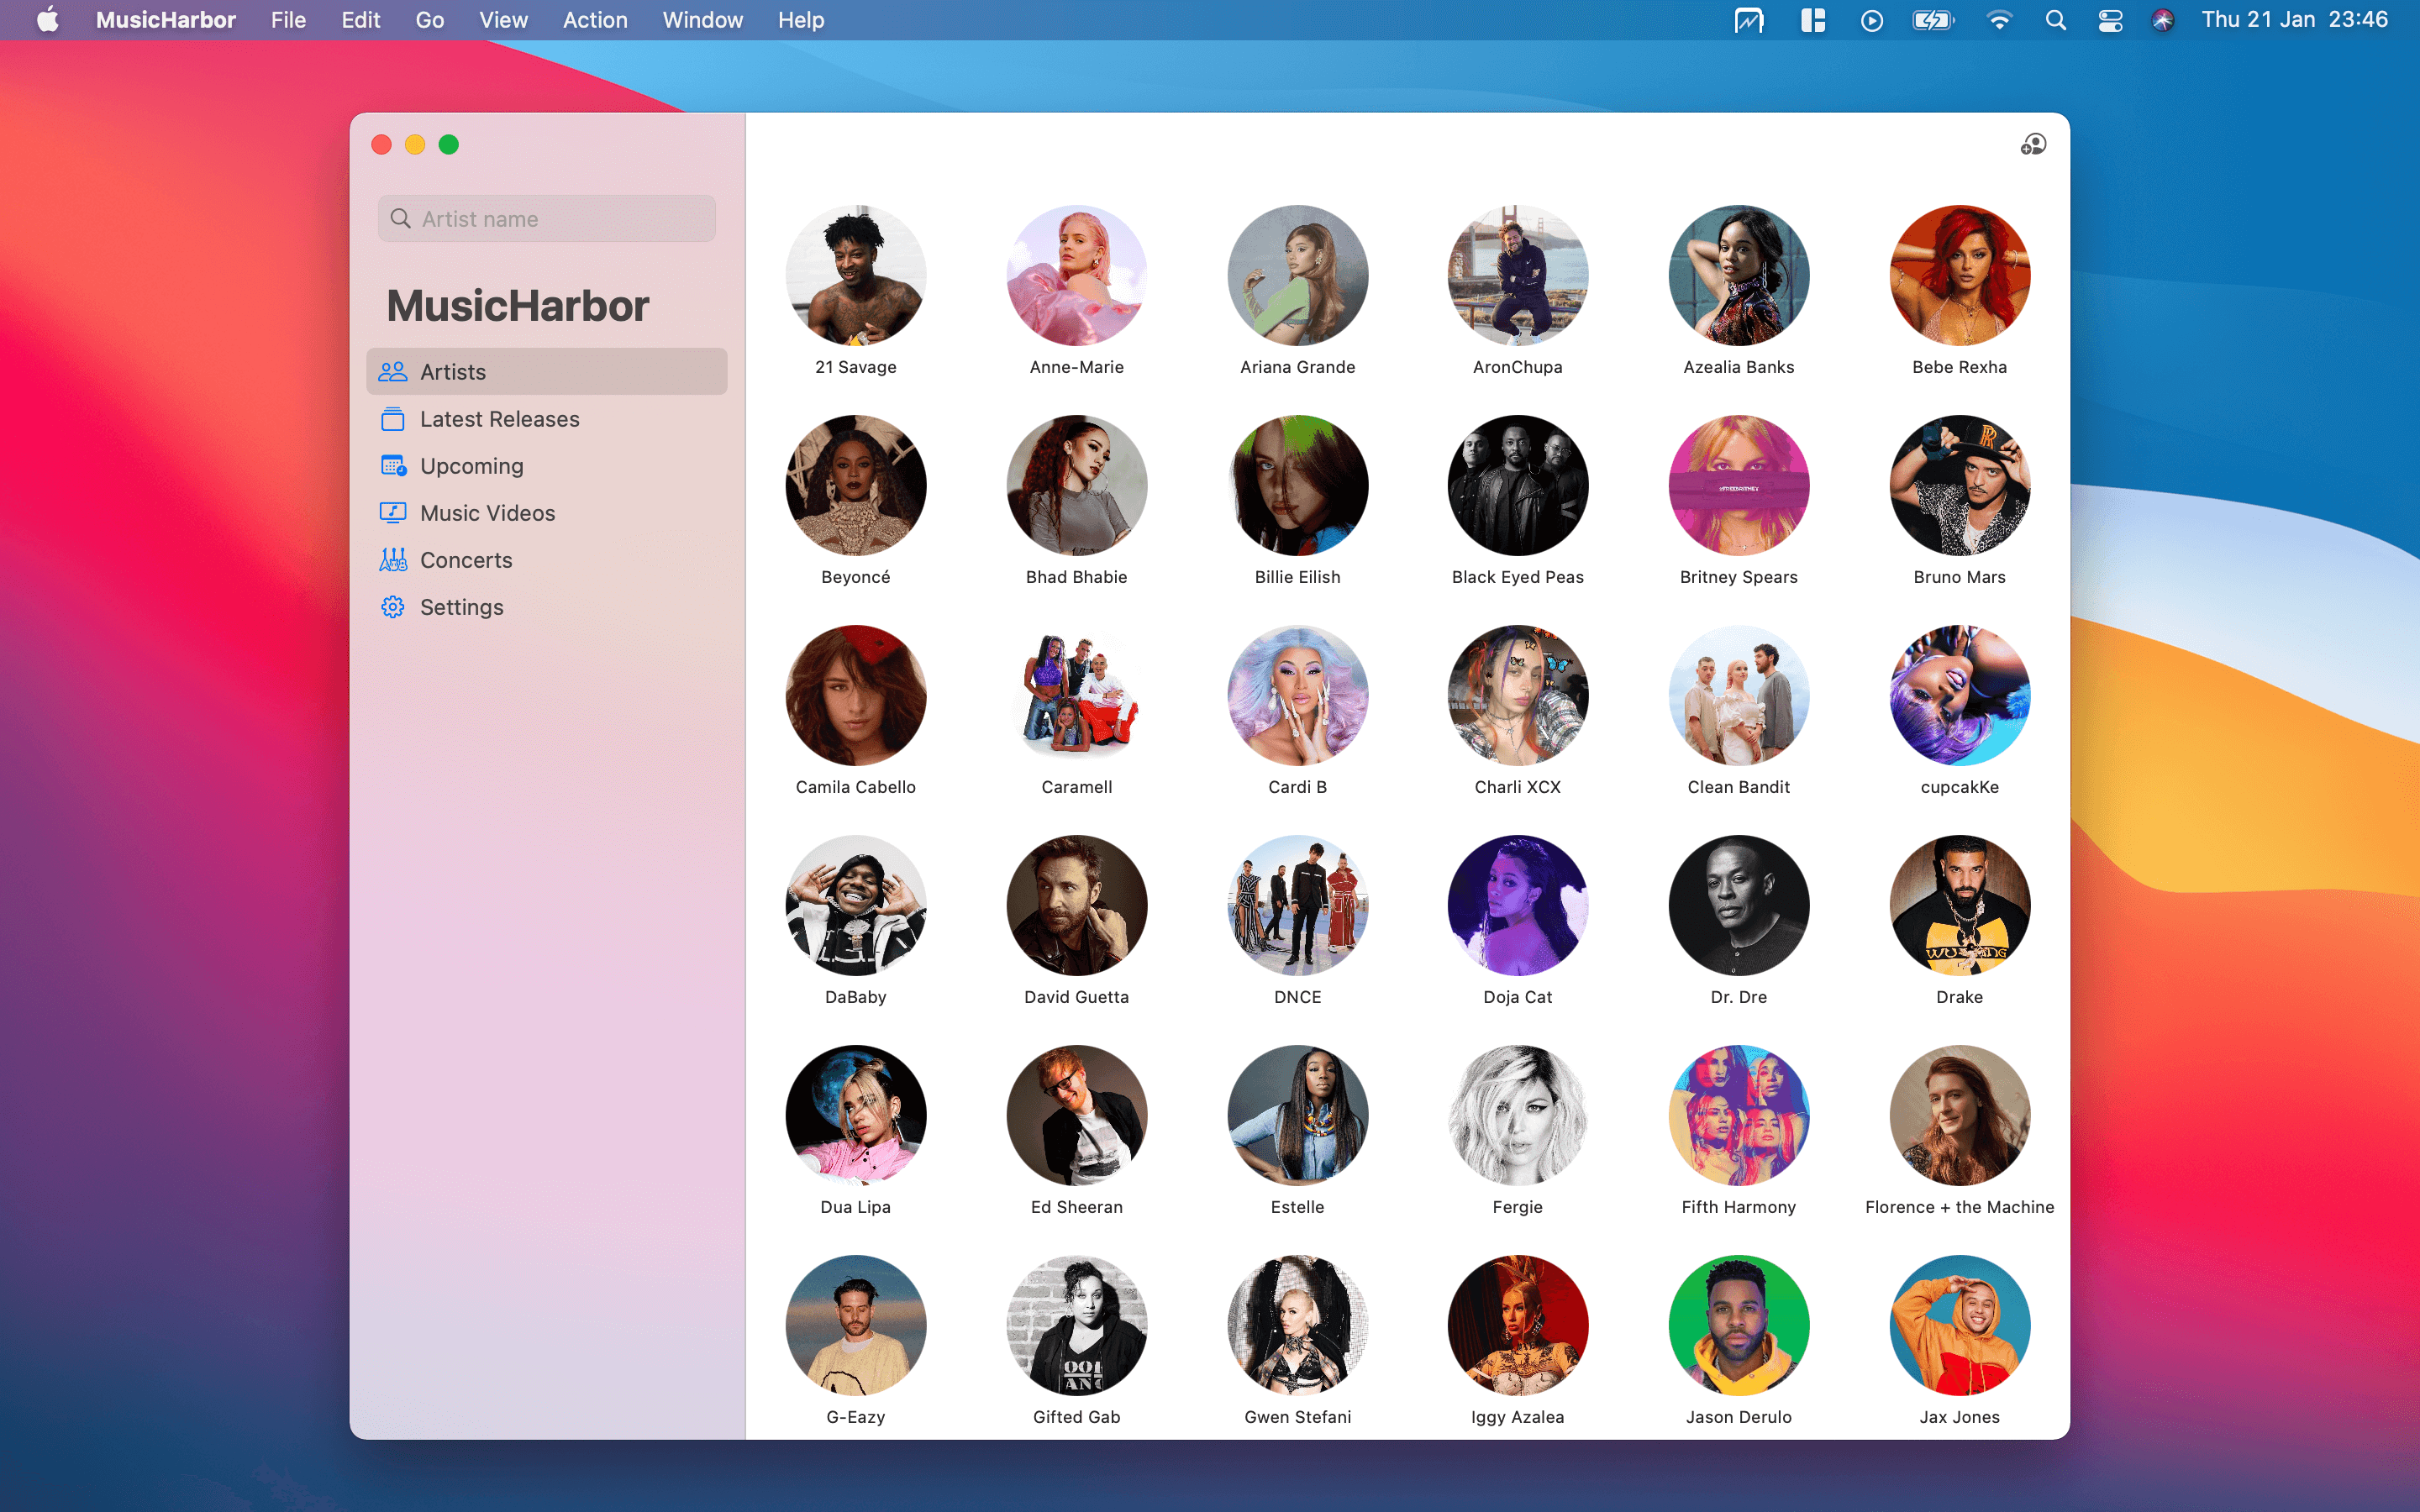 MusicHarbor File Edit Go View Action Window Help Thu 21 Jan 23:46
Artist name
MusicHarbor
Artists
Latest Releases
Upcoming
Music Videos
Concerts
Settings
21 Savage Anne-Marie Ariana Grande AronChupa Azealia Banks Bebe Rexha
#FREEBRITNEY
Beyoncé Bhad Bhabie Billie Eilish Black Eyed Peas Britney Spears Bruno Mars
Camila Cabello Caramell Cardi B Charli XCX Clean Bandit cupcakKe
DaBaby David Guetta DNCE Doja Cat Dr. Dre Drake
Dua Lipa Ed Sheeran Estelle Fergie Fifth Harmony Florence + the Machine
G-Eazy Gifted Gab Gwen Stefani Iggy Azalea Jason Derulo Jax Jones